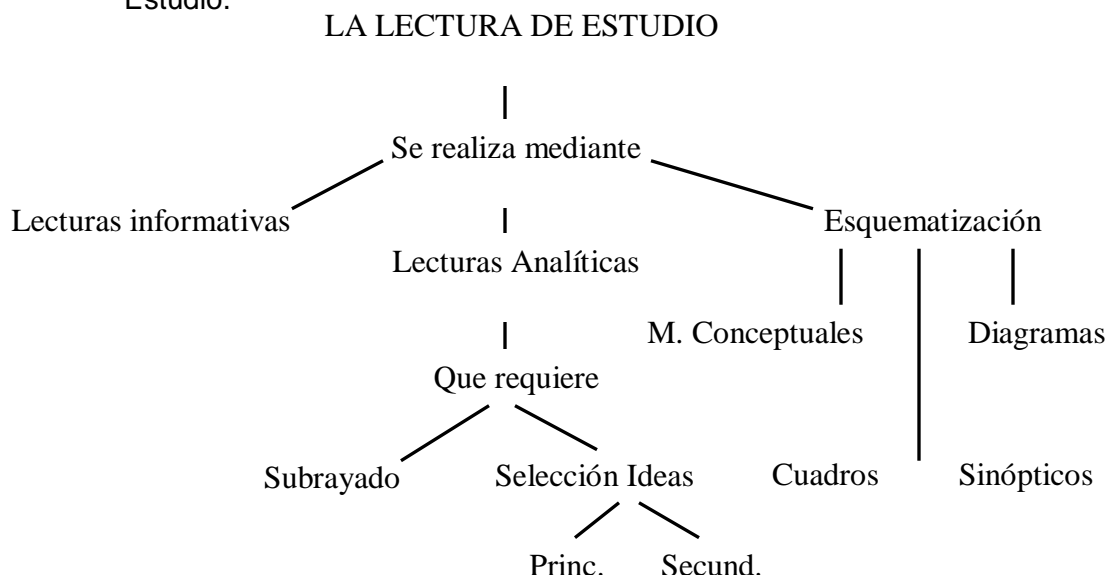 Estudio.
LA LECTURA DE ESTUDIO
Se realiza mediante
Lecturas informativas
Esquematización
Lecturas Analíticas
M. Conceptuales
Diagramas
Que requiere
Subrayado
Selección Ideas
Cuadros
Sinópticos
Princ.
Secund.